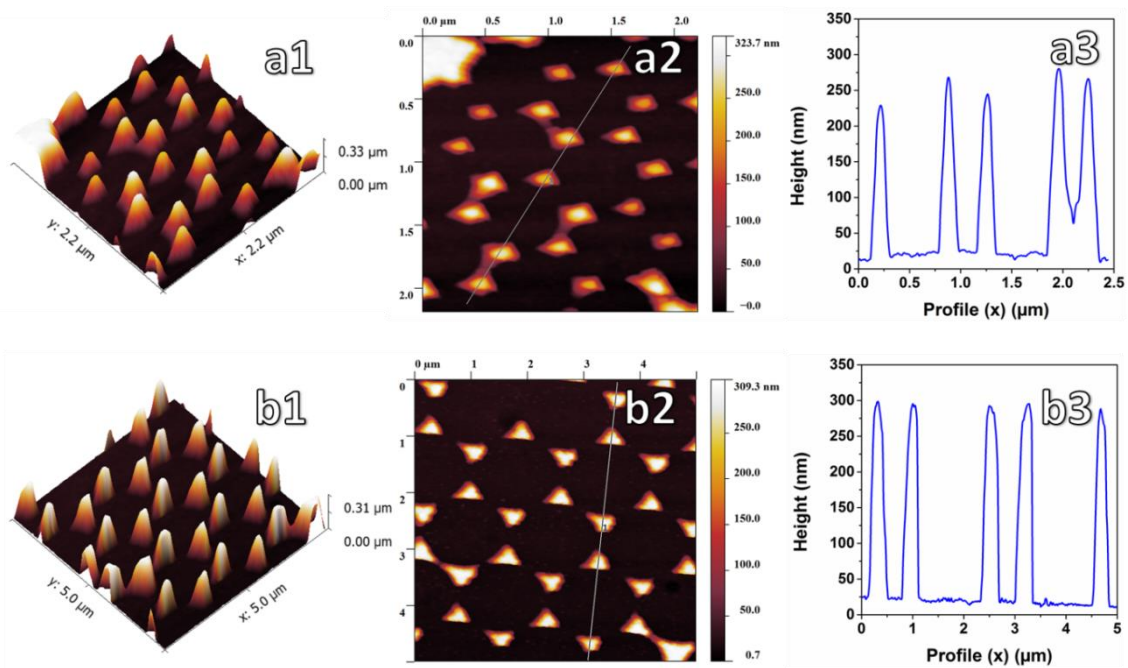 a1
0.33 µm
0.00 µm
y: 2.2 µm
x: 2.2 µm
0.0 µm 0.5 1.0 1.5 2.0
0.0
0.5
1.0
1.5
2.0
a2
323.7 nm
250.0
200.0
150.0
100.0
50.0
−0.0
a3
Height (nm)
350
300
250
200
150
100
50
0
0.0 0.5 1.0 1.5 2.0 2.5
Profile (x) (µm)
b1
0.31 µm
0.00 µm
y: 5.0 µm
x: 5.0 µm
0 µm 1 2 3 4
0
1
2
3
4
b2
1
309.3 nm
250.0
200.0
150.0
100.0
50.0
0.7
b3
Height (nm)
350
300
250
200
150
100
50
0
0 1 2 3 4 5
Profile (x) (µm)